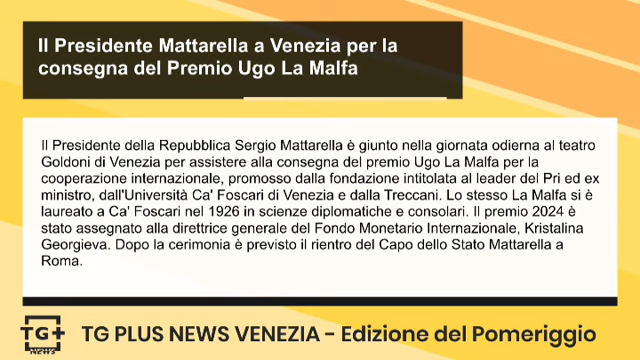 Il Presidente Mattarella a Venezia per la
consegna del Premio Ugo La Malfa
Il Presidente della Repubblica Sergio Mattarella è giunto nella giornata odierna al teatro
Goldoni di Venezia per assistere alla consegna del premio Ugo La Malfa per la
cooperazione internazionale, promosso dalla fondazione intitolata al leader del Pri ed ex
ministro, dall'Università Ca' Foscari di Venezia e dalla Treccani. Lo stesso La Malfa si è
laureato a Ca' Foscari nel 1926 in scienze diplomatiche e consolari. Il premio 2024 è
stato assegnato alla direttrice generale del Fondo Monetario Internazionale, Kristalina
Georgieva. Dopo la cerimonia è previsto il rientro del Capo dello Stato Mattarella a
Roma.
TG+
NEWS
TG PLUS NEWS VENEZIA - Edizione del Pomeriggio